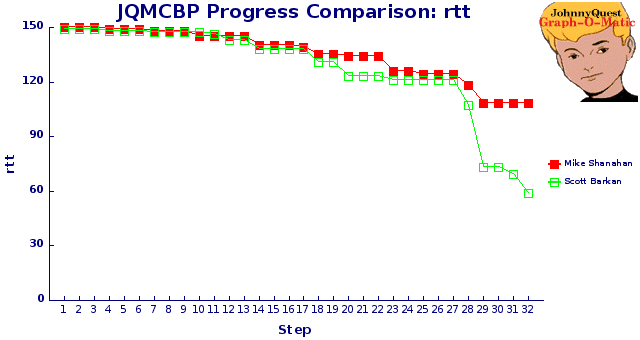 JQMCBP Progress Comparison: rtt
JohnnyQuest
Graph-O-Matic
150
120
90
60
30
0
rtt
1 2 3 4 5 6 7 8 9 10 11 12 13 14 15 16 17 18 19 20 21 22 23 24 25 26 27 28 29 30 31 32
Step
Mike Shanahan
Scott Barkan